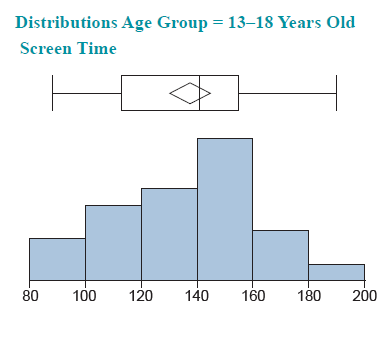 Distributions Age Group = 13–18 Years Old
Screen Time
80 100 120 140 160 180 200